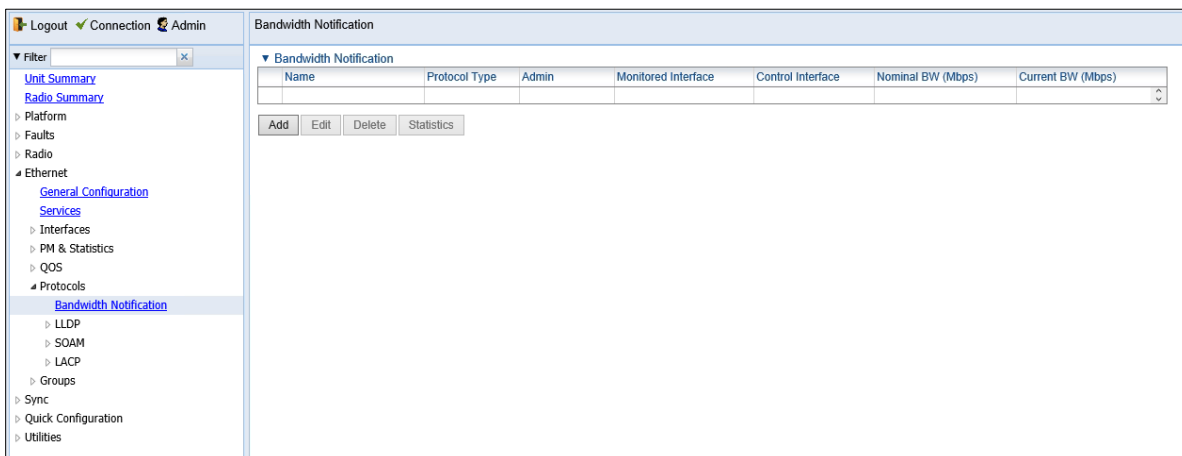 Logout Connection Admin
Filter
Unit Summary
Radio Summary
Platform
Faults
Radio
Ethernet
General Configuration
Services
Interfaces
PM & Statistics
QOS
Protocols
Bandwidth Notification
LLDP
SOAM
LACP
Groups
Sync
Quick Configuration
Utilities
Bandwidth Notification
Bandwidth Notification
Name Protocol Type Admin Monitored Interface Control Interface Nominal BW (Mbps) Current BW (Mbps)
Add Edit Delete Statistics